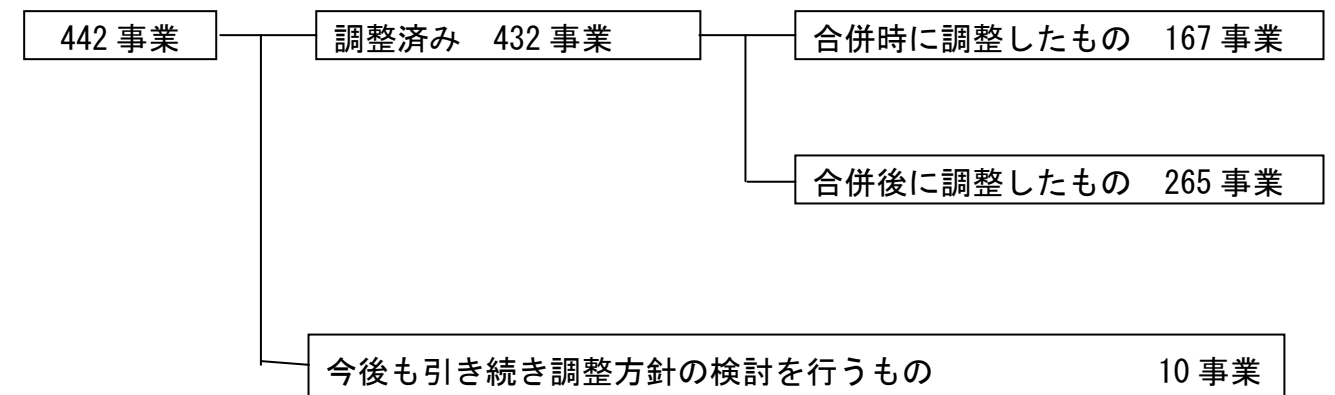 442 事業
調整済み 432 事業
合併時に調整したもの 167 事業
合併後に調整したもの 265 事業
今後も引き続き調整方針の検討を行うもの 10 事業